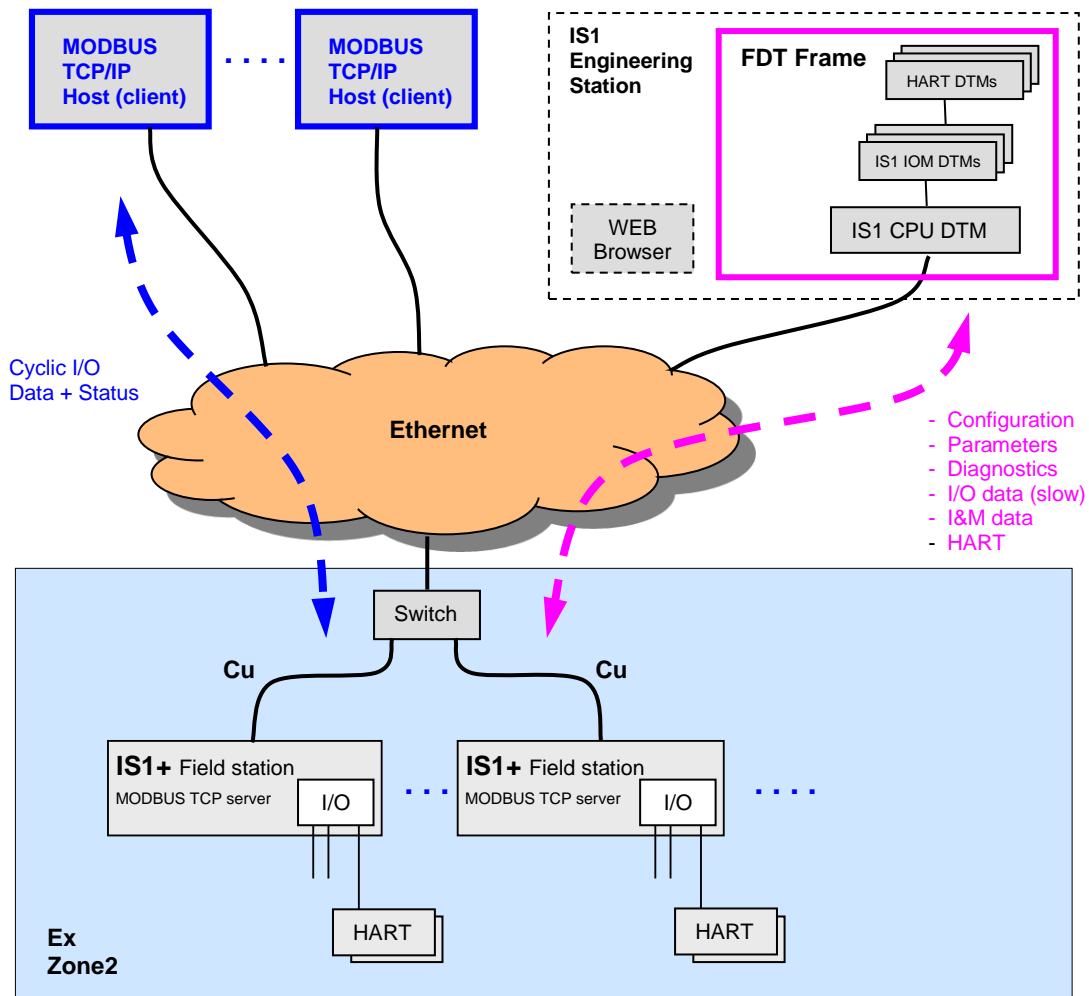 MODBUS
TCP/IP
Host (client)
. . . .
MODBUS
TCP/IP
Host (client)
IS1
Engineering
Station
FDT Frame
HART DTMs
IS1 IOM DTMs
IS1 CPU DTM
WEB
Browser
Cyclic I/O
Data + Status
Ethernet
- Configuration
- Parameters
- Diagnostics
- I/O data (slow)
- I&M data
- HART
Switch
Cu
Cu
IS1+ Field station
MODBUS TCP server
I/O
. . . .
IS1+ Field station
MODBUS TCP server
I/O
. . . .
HART
HART
Ex
Zone2